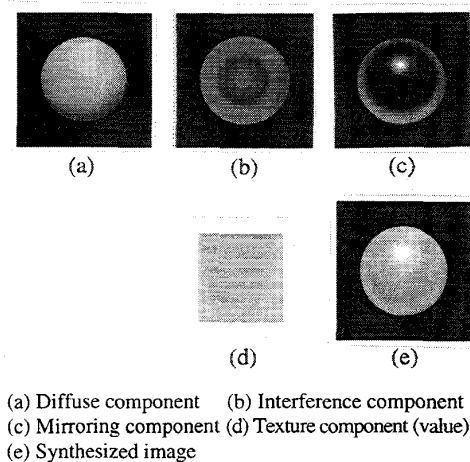 (a) (b) (c)
(d) (e)
(a) Diffuse component (b) Interference component
(c) Mirroring component (d) Texture component (value)
(e) Synthesized image